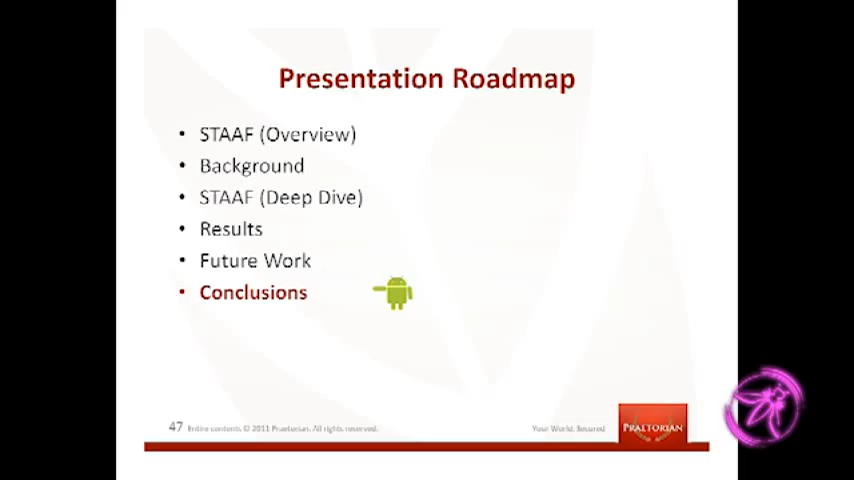 Presentation Roadmap
• STAAF (Overview)
• Background
• STAAF (Deep Dive)
• Results
• Future Work
• Conclusions
47 Entire contents © 2011 Praetorian. All rights reserved.
Your World, Secured
PRAETORIAN